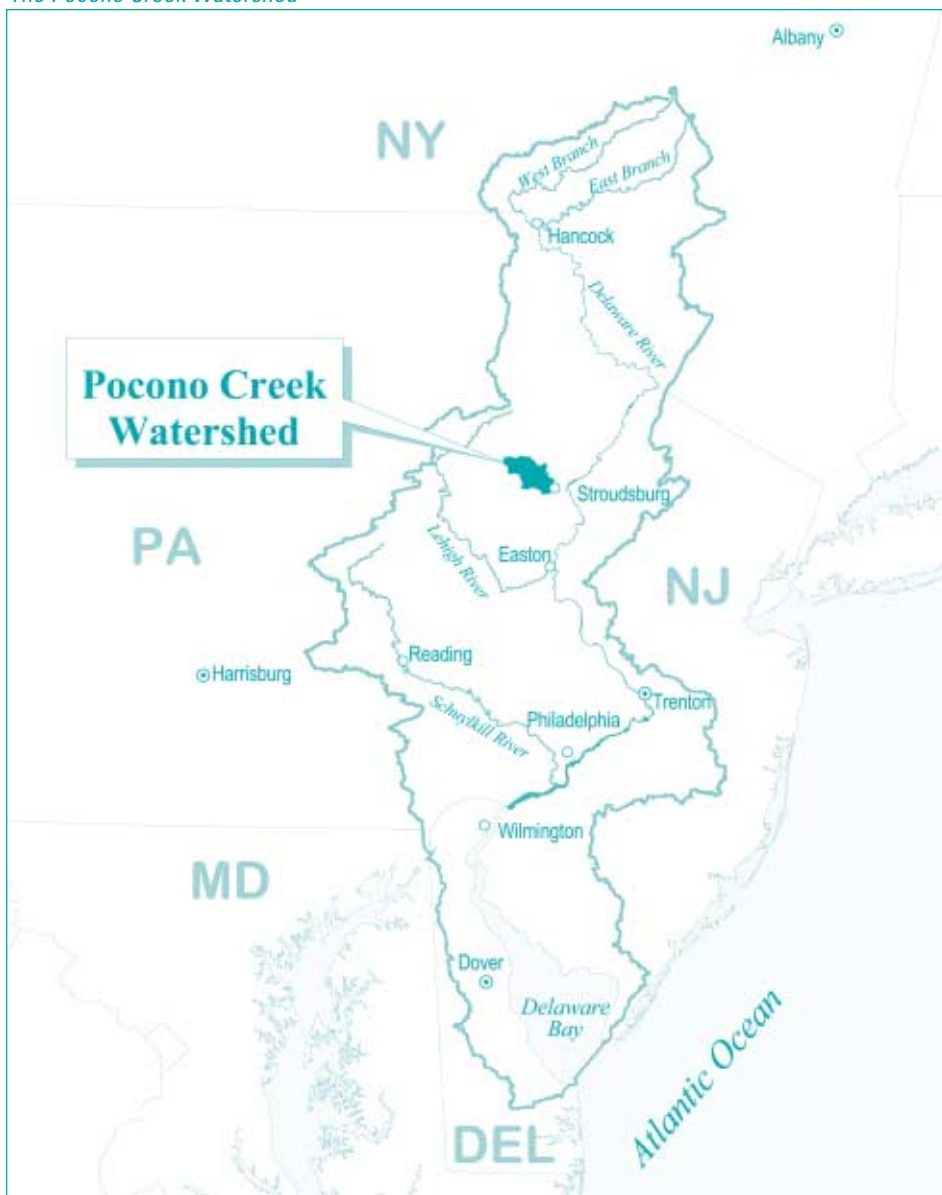 The Pocono Creek Watershed
Albany
NY
West Branch
East Branch
Hancock
Delaware River
Pocono Creek
Watershed
Stroudsburg
PA
Lehigh River
Easton
NJ
Reading
Harrisburg
Trenton
Philadelphia
Schuylkill River
Wilmington
MD
Dover
Delaware
Bay
Atlantic Ocean
DEL